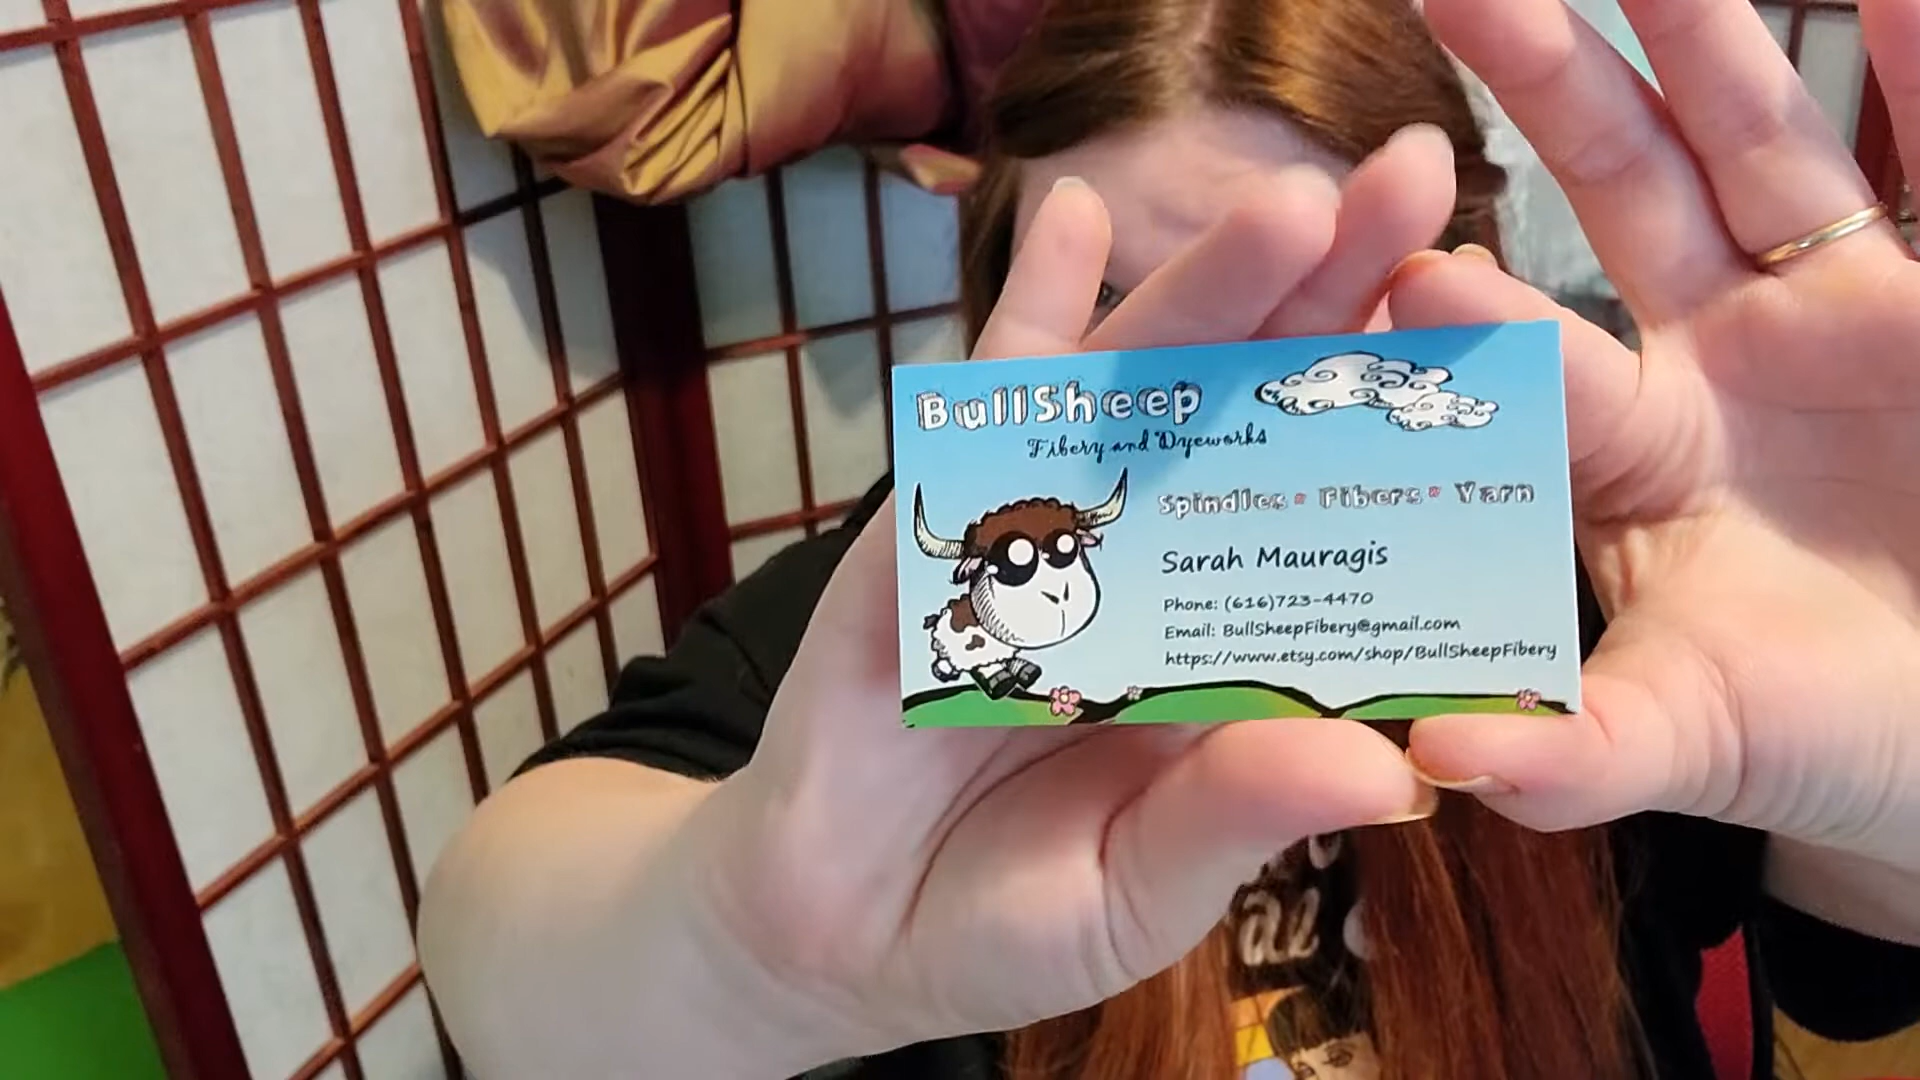 BullSheep
Fibery and Dyeworks
Spindles • Fibers • Yarn
Sarah Mauragis
Phone: (616)723-4470
Email: BullSheepFibery@gmail.com
https://www.etsy.com/shop/BullSheepFibery